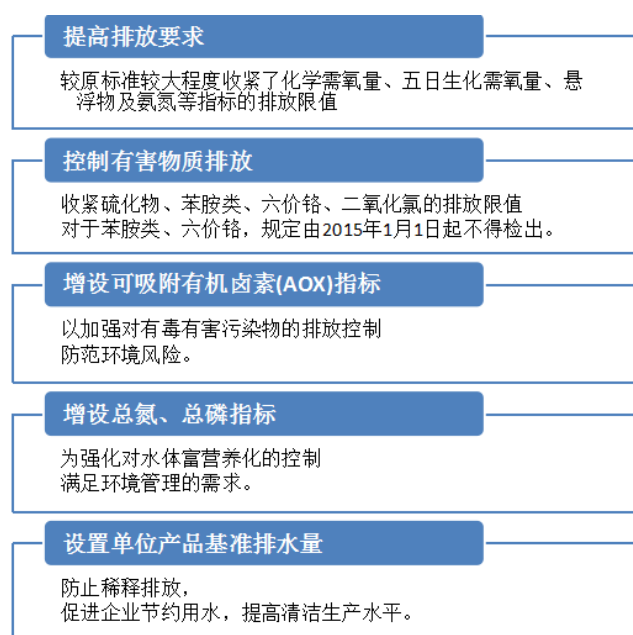 提高排放要求
较原标准较大程度收紧了化学需氧量、五日生化需氧量、悬
浮物及氨氮等指标的排放限值
控制有害物质排放
收紧硫化物、苯胺类、六价铬、二氧化氯的排放限值
对于苯胺类、六价铬，规定由2015年1月1日起不得检出。
增设可吸附有机卤素(AOX)指标
以加强对有毒有害污染物的排放控制
防范环境风险。
增设总氮、总磷指标
为强化对水体富营养化的控制
满足环境管理的需求。
设置单位产品基准排水量
防止稀释排放，
促进企业节约用水，提高清洁生产水平。